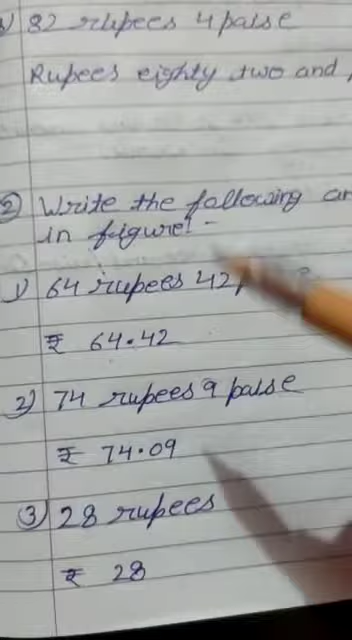 82 rupees 4 paise
Rupees eighty two and
② Write the following
in figure! -
1) 64 rupees 42
₹ 64.42
2) 74 rupees 9 paise
₹ 74.09
③ 28 rupees
₹ 28